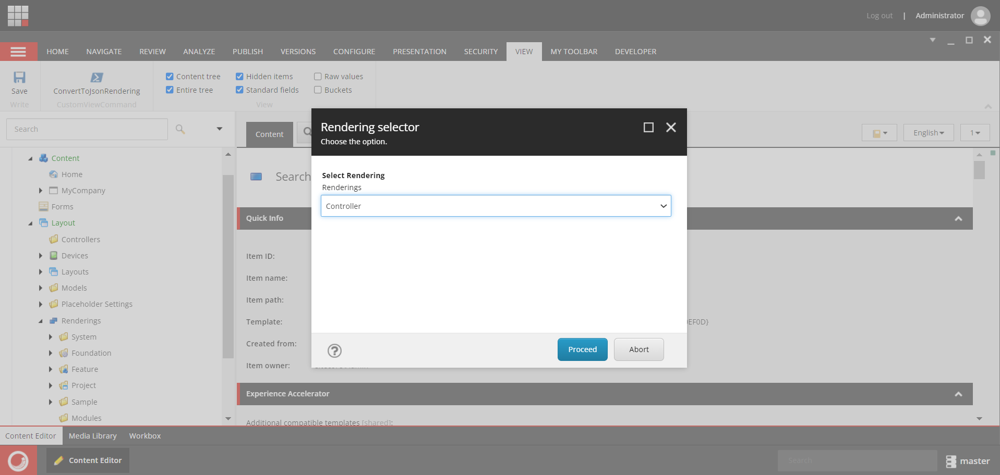 Log out | Administrator
HOME NAVIGATE REVIEW ANALYZE PUBLISH VERSIONS CONFIGURE PRESENTATION SECURITY VIEW MY TOOLBAR DEVELOPER
Content tree Hidden items Raw values
Save ConvertToJsonRendering Entire tree Standard fields Buckets
Write CustomViewCommand View
Search
Content
English 1
Rendering selector
Choose the option.
Select Rendering
Renderings
Controller
Proceed Abort
Content
Home
MyCompany
Forms
Layout
Controllers
Devices
Layouts
Models
Placeholder Settings
Renderings
System
Foundation
Feature
Project
Sample
Modules
Search
Quick Info
Item ID:
Item name:
Item path:
Template:
Created from:
Item owner:
Experience Accelerator
Additional compatible templates [shared]:
Content Editor Media Library Workbox
Content Editor Search master